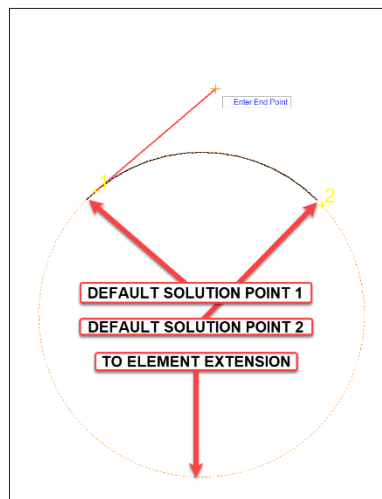 Enter End Point
1
2
DEFAULT SOLUTION POINT 1
DEFAULT SOLUTION POINT 2
TO ELEMENT EXTENSION